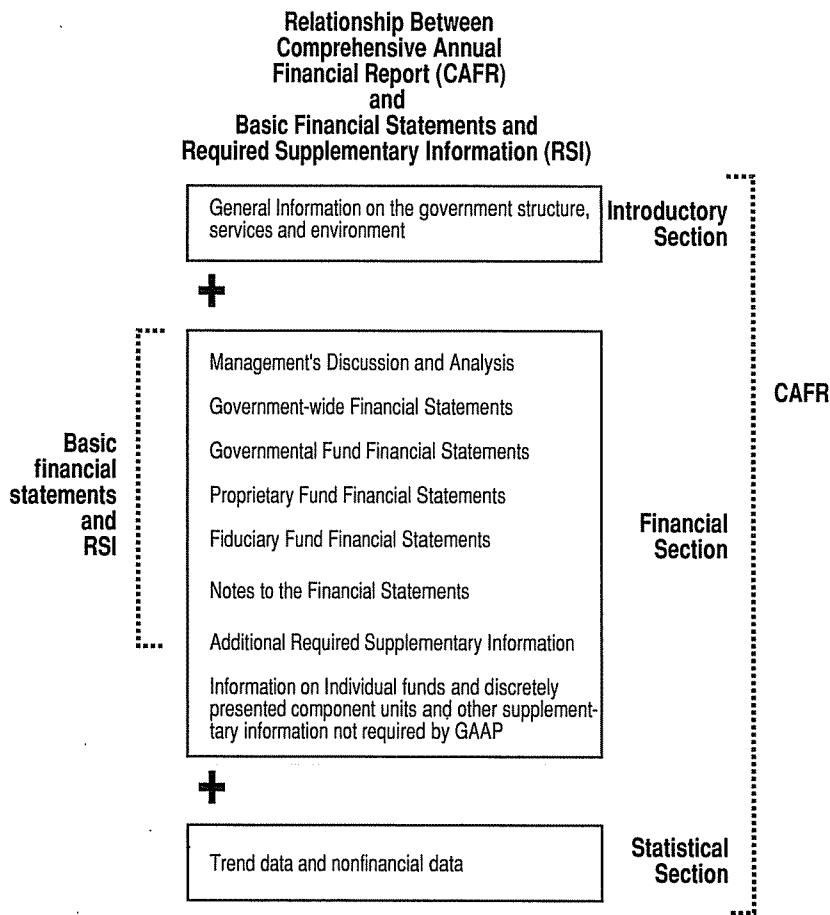 Relationship Between
Comprehensive Annual
Financial Report (CAFR)
and
Basic Financial Statements and
Required Supplementary Information (RSI)
General Information on the government structure,
services and environment
Introductory
Section
+
Management's Discussion and Analysis
Government-wide Financial Statements
Governmental Fund Financial Statements
Proprietary Fund Financial Statements
Fiduciary Fund Financial Statements
Notes to the Financial Statements
Additional Required Supplementary Information
Information on Individual funds and discretely
presented component units and other supplemen-
tary information not required by GAAP
Basic
financial
statements
and
RSI
Financial
Section
CAFR
+
Trend data and nonfinancial data
Statistical
Section